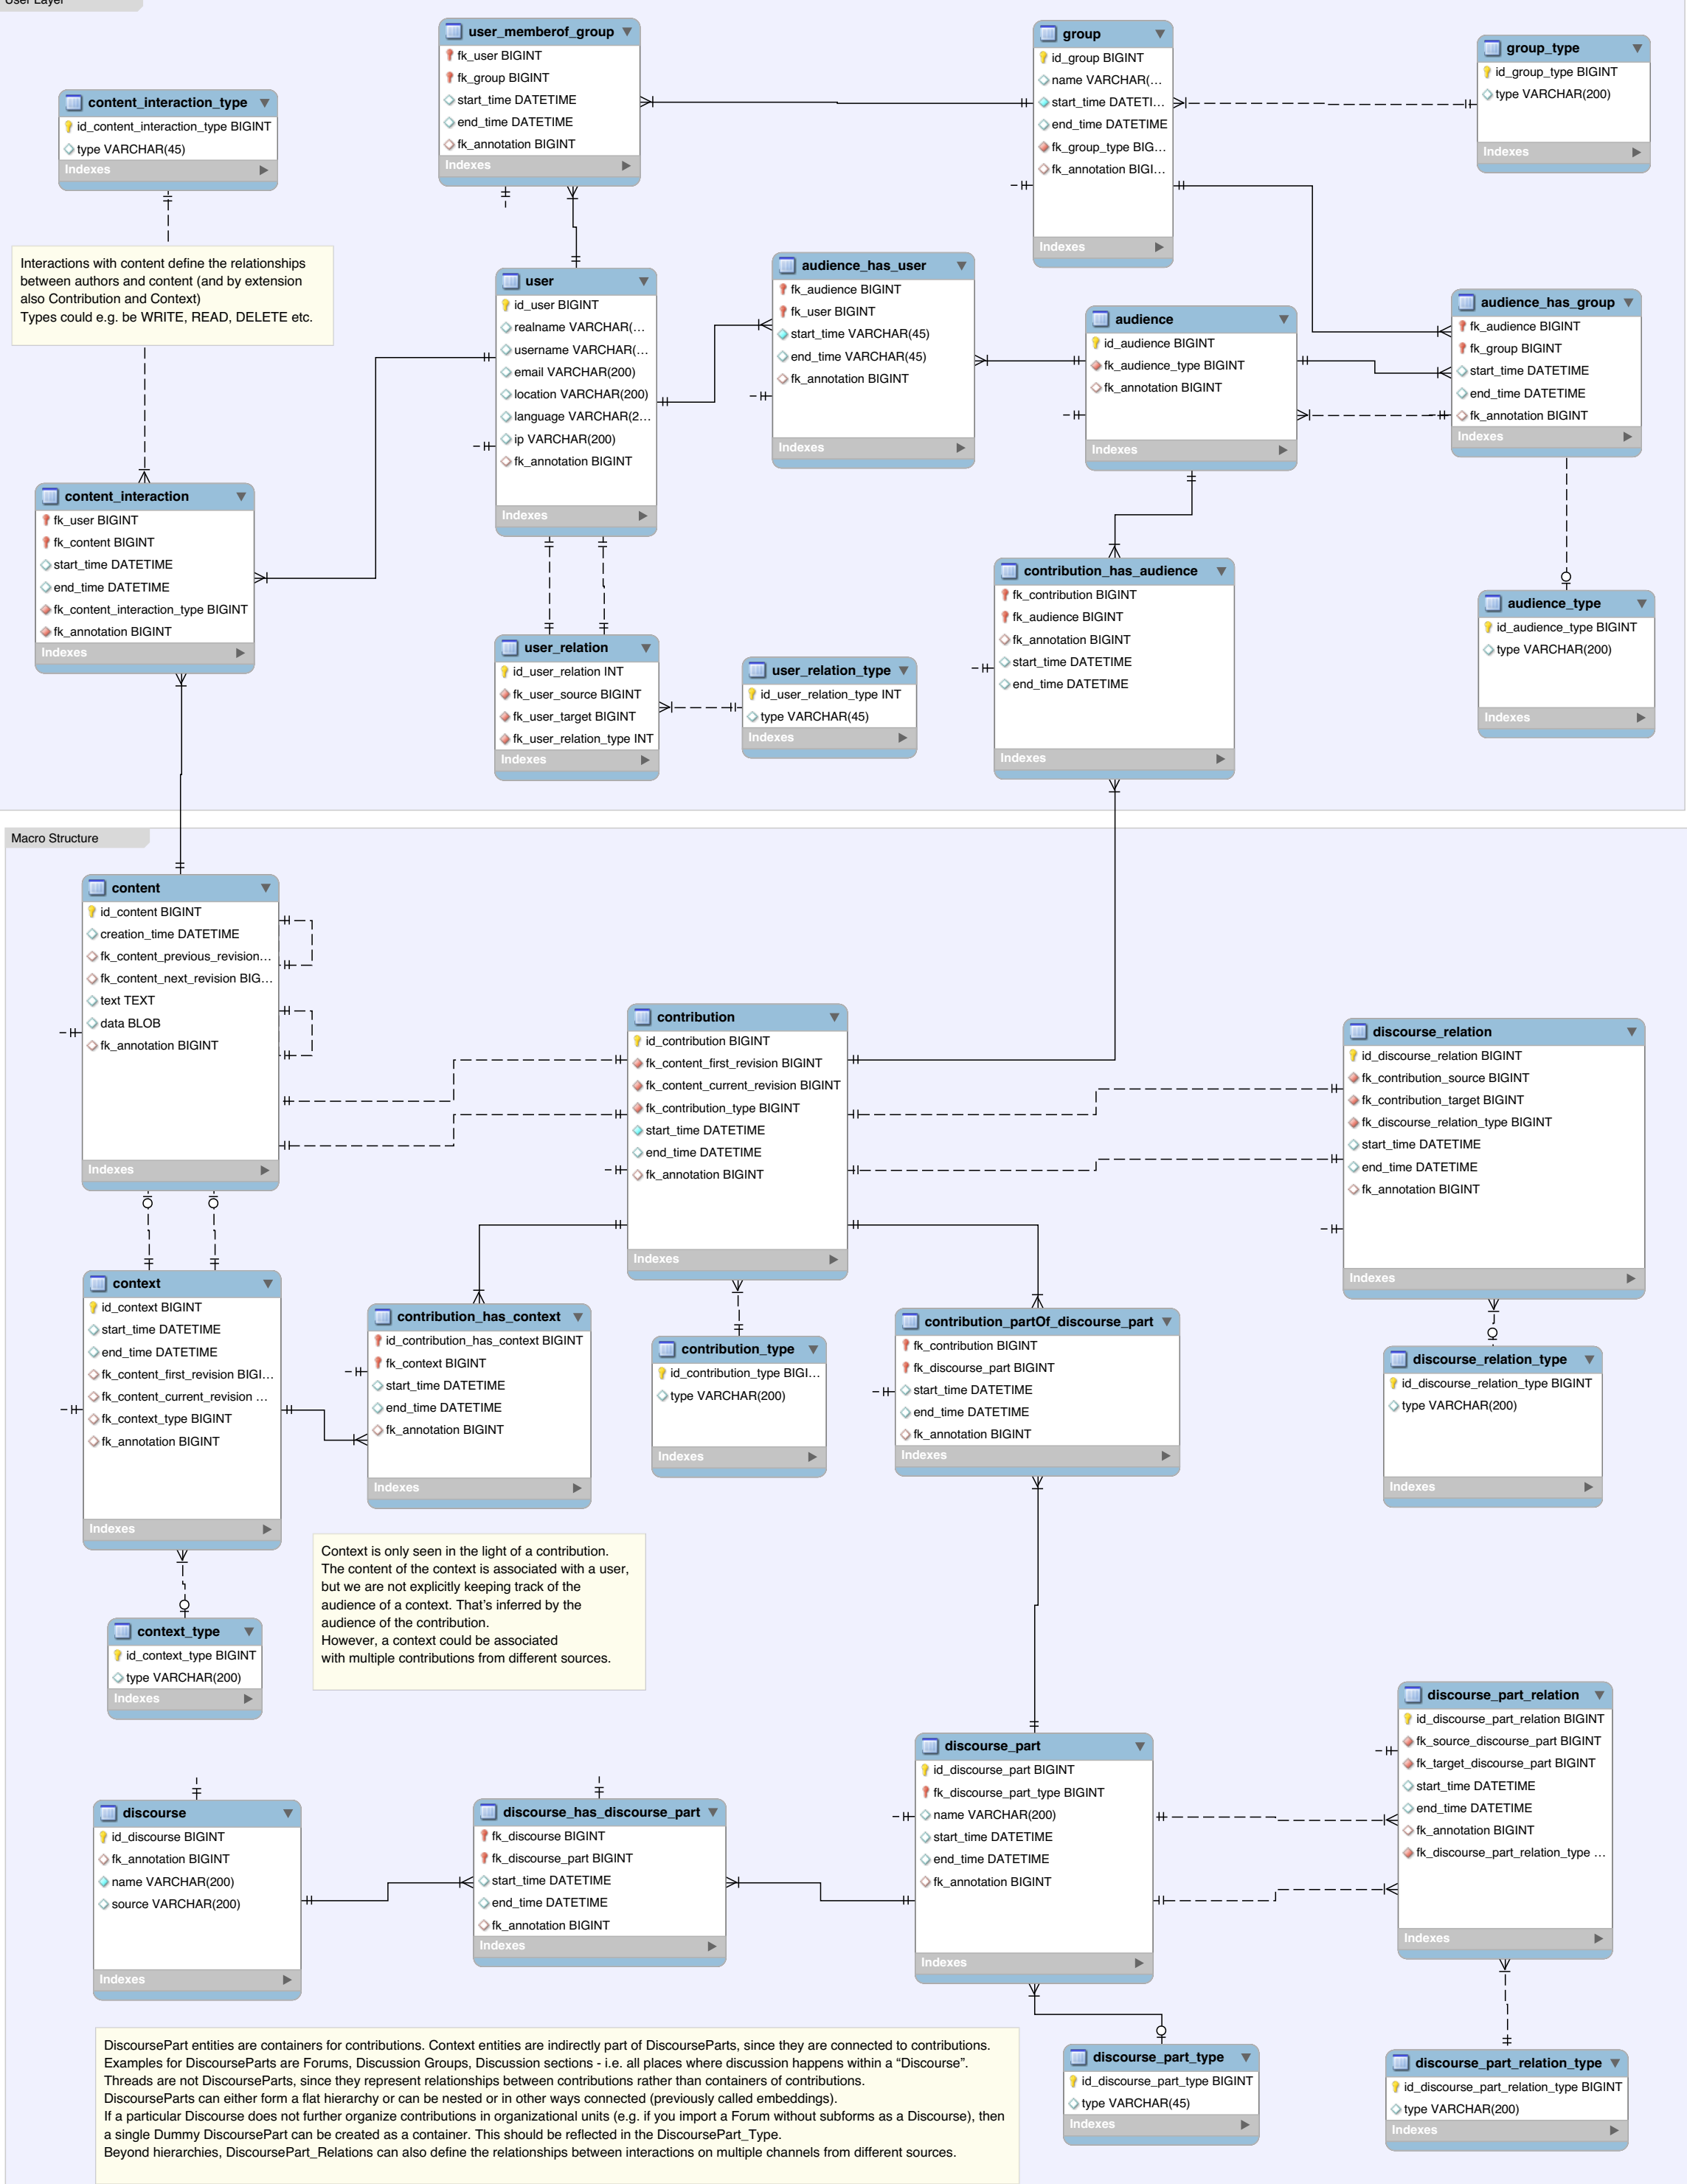 User Layer
user_memberof_group
fk_user BIGINT
fk_group BIGINT
start_time DATETIME
end_time DATETIME
fk_annotation BIGINT
Indexes
group
id_group BIGINT
name VARCHAR(...
start_time DATETI...
end_time DATETIME
fk_group_type BIG...
fk_annotation BIGI...
Indexes
group_type
id_group_type BIGINT
type VARCHAR(200)
Indexes
content_interaction_type
id_content_interaction_type BIGINT
type VARCHAR(45)
Indexes
Interactions with content define the relationships
between authors and content (and by extension
also Contribution and Context)
Types could e.g. be WRITE, READ, DELETE etc.
user
id_user BIGINT
realname VARCHAR(...
username VARCHAR(...
email VARCHAR(200)
location VARCHAR(200)
language VARCHAR(2...
ip VARCHAR(200)
fk_annotation BIGINT
Indexes
audience_has_user
fk_audience BIGINT
fk_user BIGINT
start_time VARCHAR(45)
end_time VARCHAR(45)
fk_annotation BIGINT
Indexes
audience
id_audience BIGINT
fk_audience_type BIGINT
fk_annotation BIGINT
Indexes
audience_has_group
fk_audience BIGINT
fk_group BIGINT
start_time DATETIME
end_time DATETIME
fk_annotation BIGINT
Indexes
content_interaction
fk_user BIGINT
fk_content BIGINT
start_time DATETIME
end_time DATETIME
fk_content_interaction_type BIGINT
fk_annotation BIGINT
Indexes
contribution_has_audience
fk_contribution BIGINT
fk_audience BIGINT
fk_annotation BIGINT
start_time DATETIME
end_time DATETIME
Indexes
audience_type
id_audience_type BIGINT
type VARCHAR(200)
Indexes
user_relation
id_user_relation INT
fk_user_source BIGINT
fk_user_target BIGINT
fk_user_relation_type INT
Indexes
user_relation_type
id_user_relation_type INT
type VARCHAR(45)
Indexes
Macro Structure
content
id_content BIGINT
creation_time DATETIME
fk_content_previous_revision...
fk_content_next_revision BIG...
text TEXT
data BLOB
fk_annotation BIGINT
Indexes
contribution
id_contribution BIGINT
fk_content_first_revision BIGINT
fk_content_current_revision BIGINT
fk_contribution_type BIGINT
start_time DATETIME
end_time DATETIME
fk_annotation BIGINT
Indexes
discourse_relation
id_discourse_relation BIGINT
fk_contribution_source BIGINT
fk_contribution_target BIGINT
fk_discourse_relation_type BIGINT
start_time DATETIME
end_time DATETIME
fk_annotation BIGINT
Indexes
context
id_context BIGINT
start_time DATETIME
end_time DATETIME
fk_content_first_revision BIGI...
fk_content_current_revision ...
fk_context_type BIGINT
fk_annotation BIGINT
Indexes
contribution_has_context
id_contribution_has_context BIGINT
fk_context BIGINT
start_time DATETIME
end_time DATETIME
fk_annotation BIGINT
Indexes
contribution_type
id_contribution_type BIGI...
type VARCHAR(200)
Indexes
contribution_partOf_discourse_part
fk_contribution BIGINT
fk_discourse_part BIGINT
start_time DATETIME
end_time DATETIME
fk_annotation BIGINT
Indexes
discourse_relation_type
id_discourse_relation_type BIGINT
type VARCHAR(200)
Indexes
Context is only seen in the light of a contribution.
The content of the context is associated with a user,
but we are not explicitly keeping track of the
audience of a context. That's inferred by the
audience of the contribution.
However, a context could be associated
with multiple contributions from different sources.
context_type
id_context_type BIGINT
type VARCHAR(200)
Indexes
discourse_part_relation
id_discourse_part_relation BIGINT
fk_source_discourse_part BIGINT
fk_target_discourse_part BIGINT
start_time DATETIME
end_time DATETIME
fk_annotation BIGINT
fk_discourse_part_relation_type ...
Indexes
discourse_part
id_discourse_part BIGINT
fk_discourse_part_type BIGINT
name VARCHAR(200)
start_time DATETIME
end_time DATETIME
fk_annotation BIGINT
Indexes
discourse
id_discourse BIGINT
fk_annotation BIGINT
name VARCHAR(200)
source VARCHAR(200)
Indexes
discourse_has_discourse_part
fk_discourse BIGINT
fk_discourse_part BIGINT
start_time DATETIME
end_time DATETIME
fk_annotation BIGINT
Indexes
DiscoursePart entities are containers for contributions. Context entities are indirectly part of DiscourseParts, since they are connected to contributions.
Examples for DiscourseParts are Forums, Discussion Groups, Discussion sections - i.e. all places where discussion happens within a “Discourse”.
Threads are not DiscourseParts, since they represent relationships between contributions rather than containers of contributions.
DiscourseParts can either form a flat hierarchy or can be nested or in other ways connected (previously called embeddings).
If a particular Discourse does not further organize contributions in organizational units (e.g. if you import a Forum without subforms as a Discourse), then
a single Dummy DiscoursePart can be created as a container. This should be reflected in the DiscoursePart_Type.
Beyond hierarchies, DiscoursePart_Relations can also define the relationships between interactions on multiple channels from different sources.
discourse_part_type
id_discourse_part_type BIGINT
type VARCHAR(45)
Indexes
discourse_part_relation_type
id_discourse_part_relation_type BIGINT
type VARCHAR(200)
Indexes